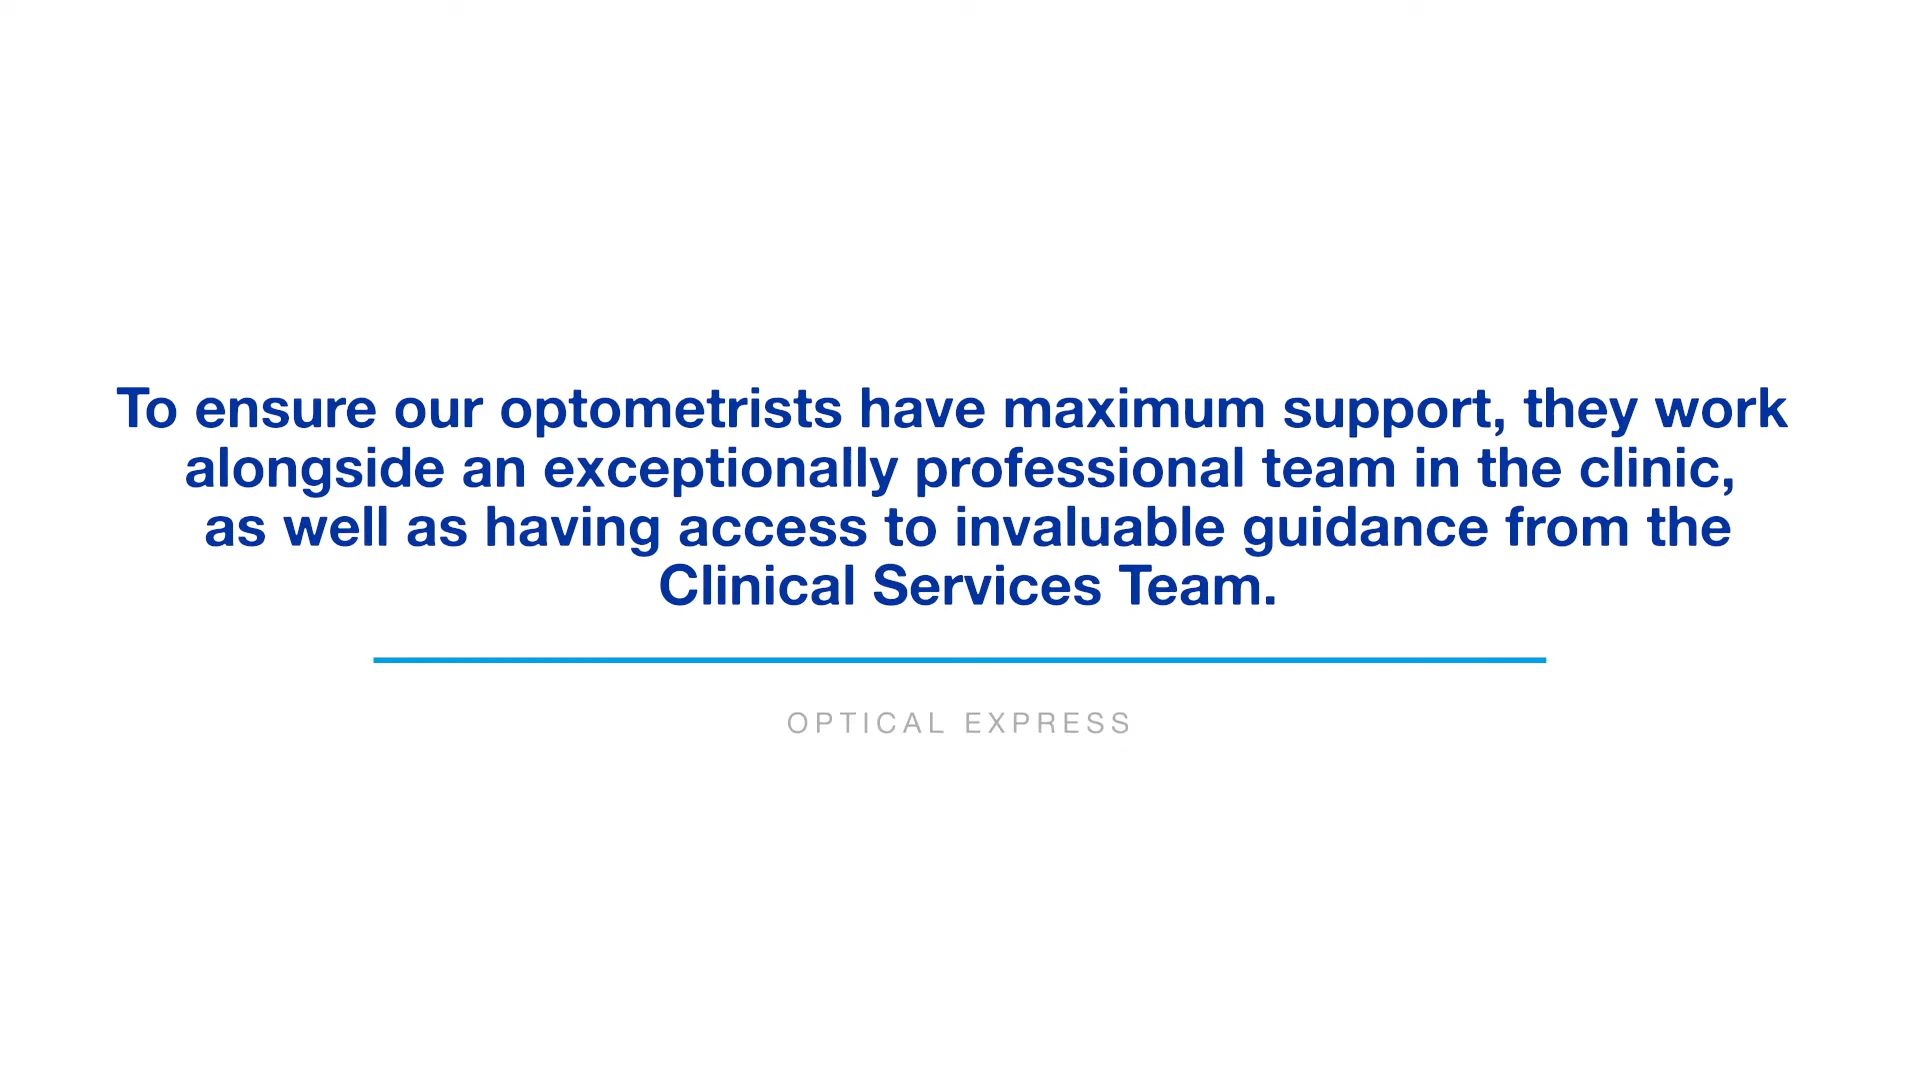 To ensure our optometrists have maximum support, they work
alongside an exceptionally professional team in the clinic,
as well as having access to invaluable guidance from the
Clinical Services Team.
OPTICAL EXPRESS